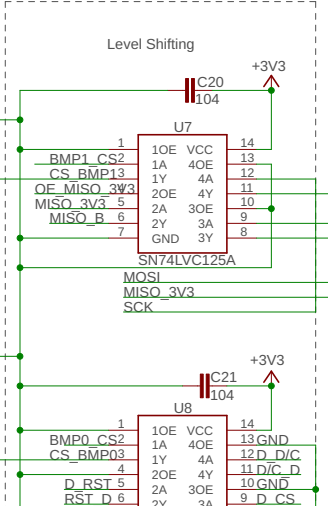 Level Shifting
+3V3
C20
104
U7
1 1OE VCC 14
BMP1_CS 2 1A 4OE 13
CS_BMP1 3 1Y 4A 12
OE_MISO_3V3 4 2OE 4Y 11
MISO_3V3 5 2A 3OE 10
MISO_B 6 2Y 3A 9
7 GND 3Y 8
SN74LVC125A
MOSI
MISO_3V3
SCK
+3V3
C21
104
U8
1 1OE VCC 14
BMP0_CS 2 1A 4OE 13 GND
CS_BMP0 3 1Y 4A 12 D_D/C
4 2OE 4Y 11 D/C_D
D_RST 5 2A 3OE 10 GND
RST_D 6 2Y 3A 9 D_CS